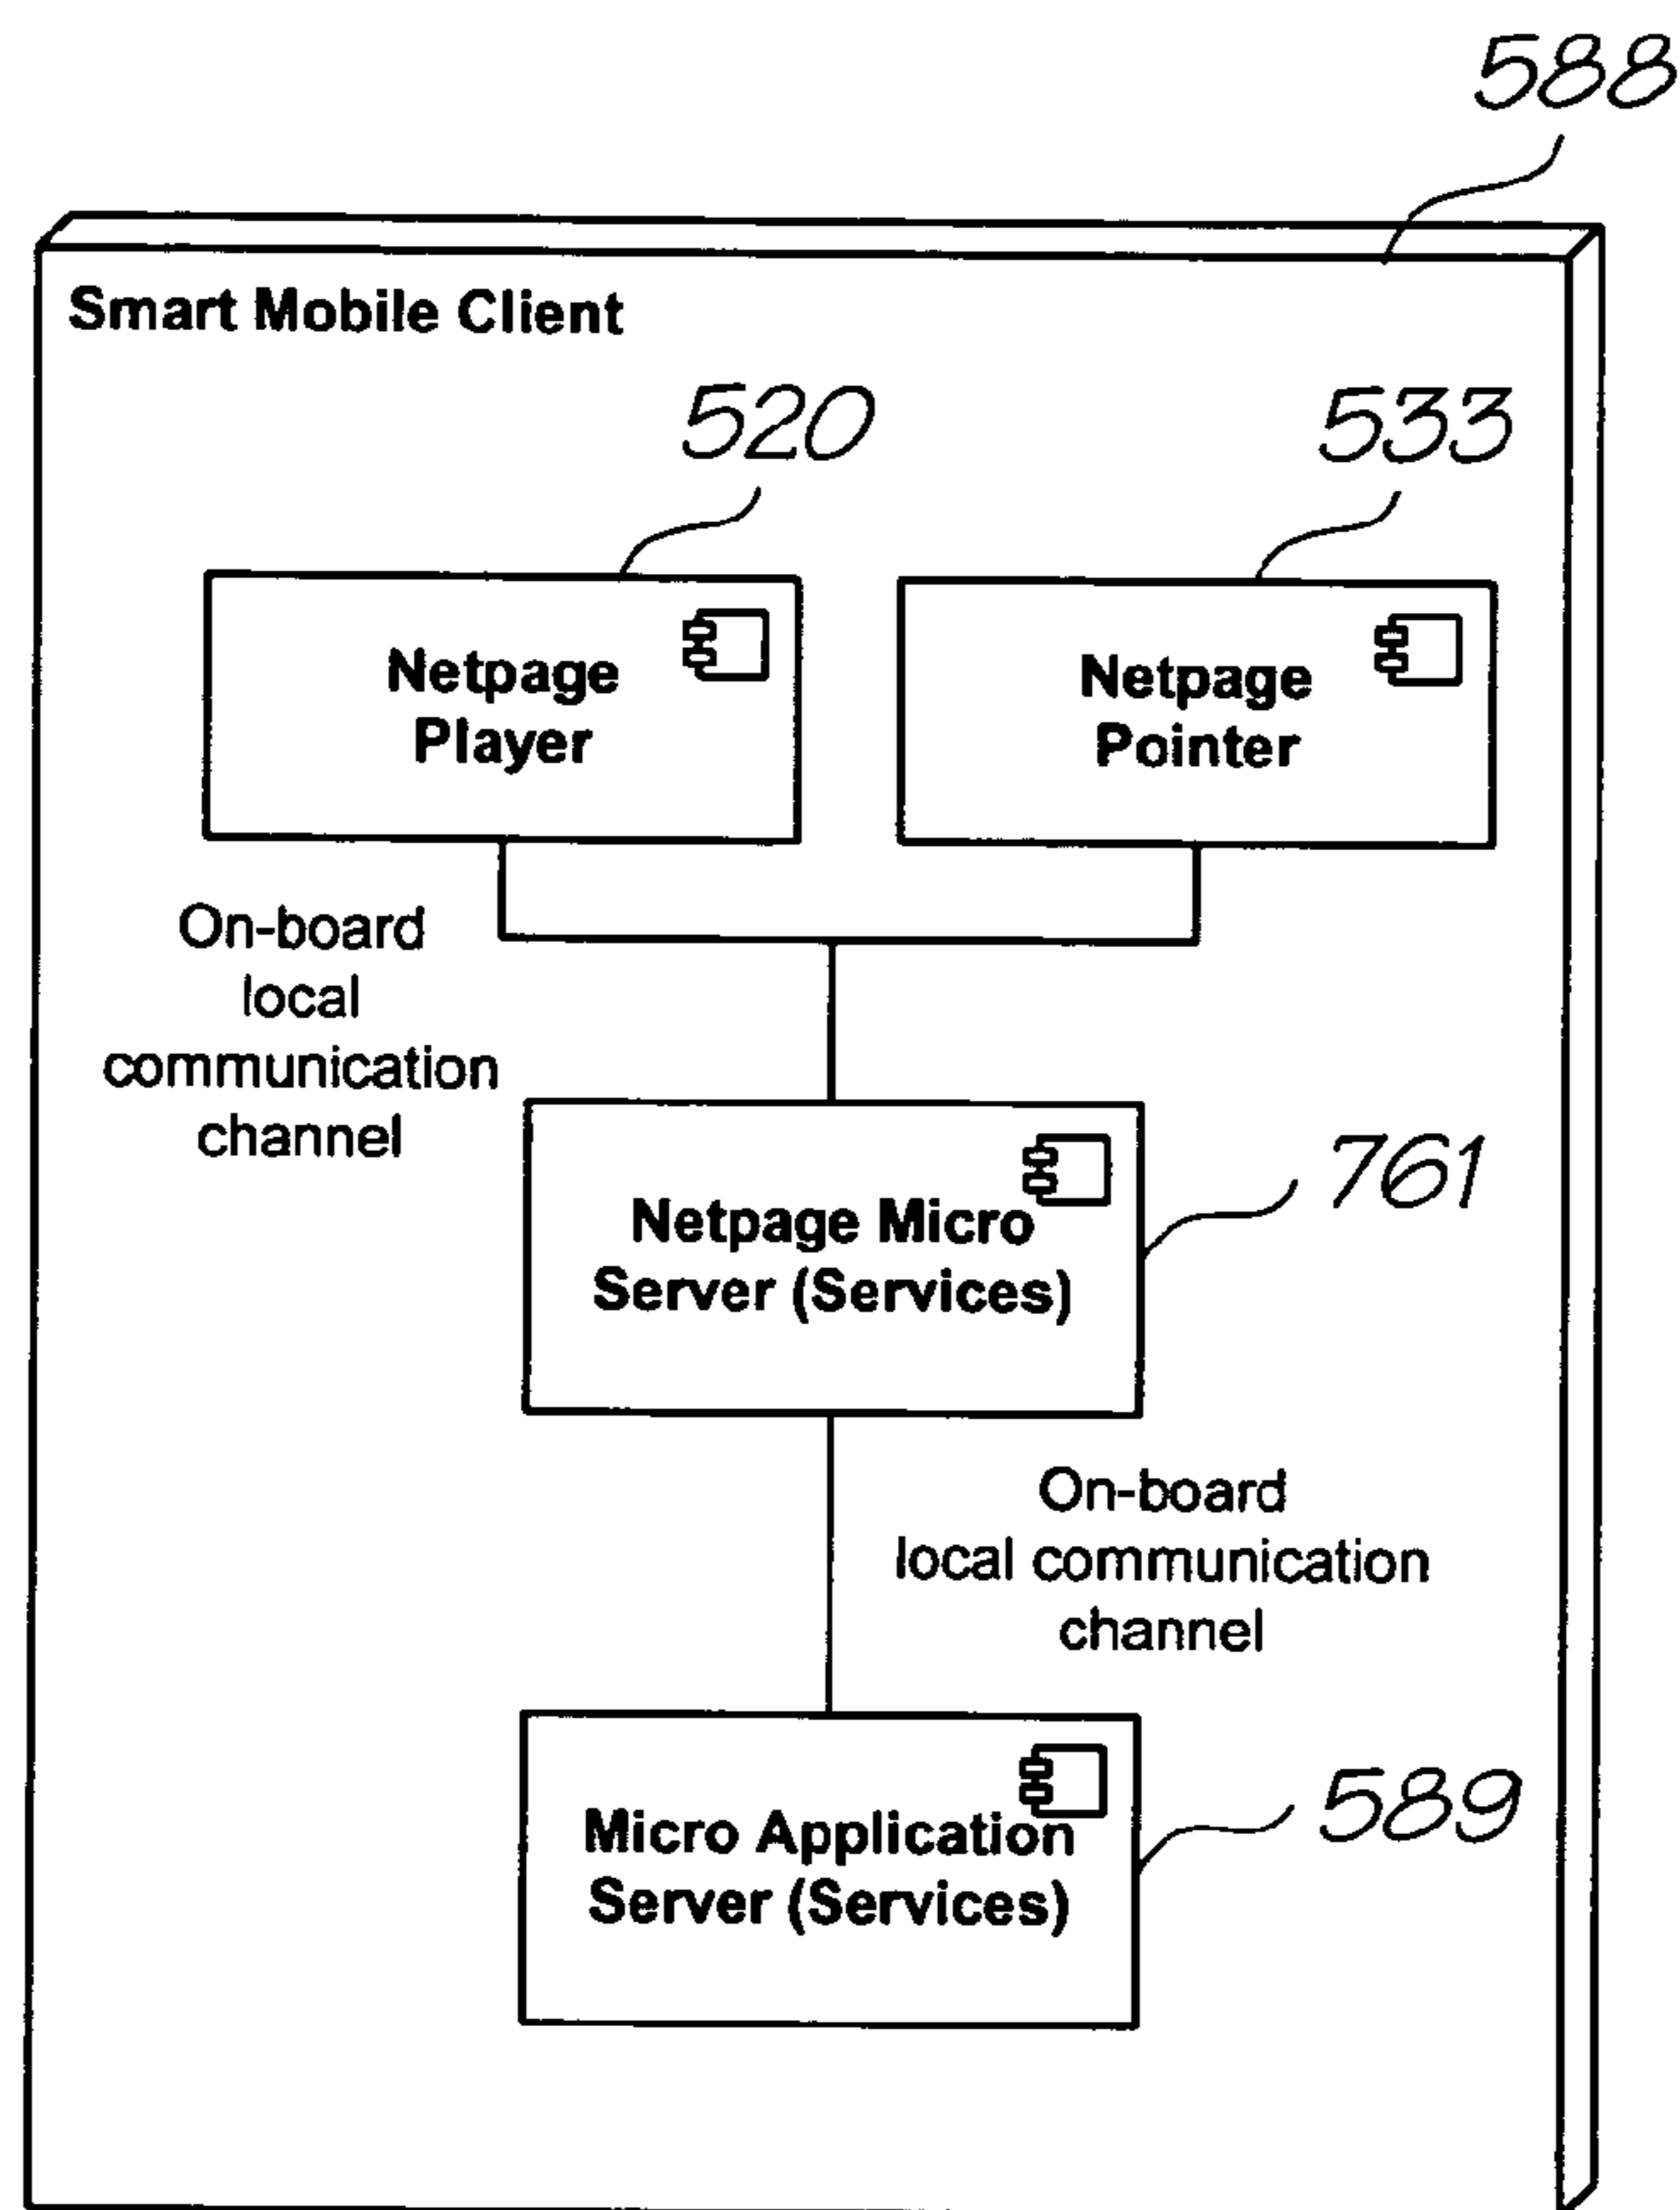 588
Smart Mobile Client
520
533
Netpage
Player
Netpage
Pointer
On-board
local
communication
channel
Netpage Micro
Server (Services)
761
On-board
local communication
channel
Micro Application
Server (Services)
589